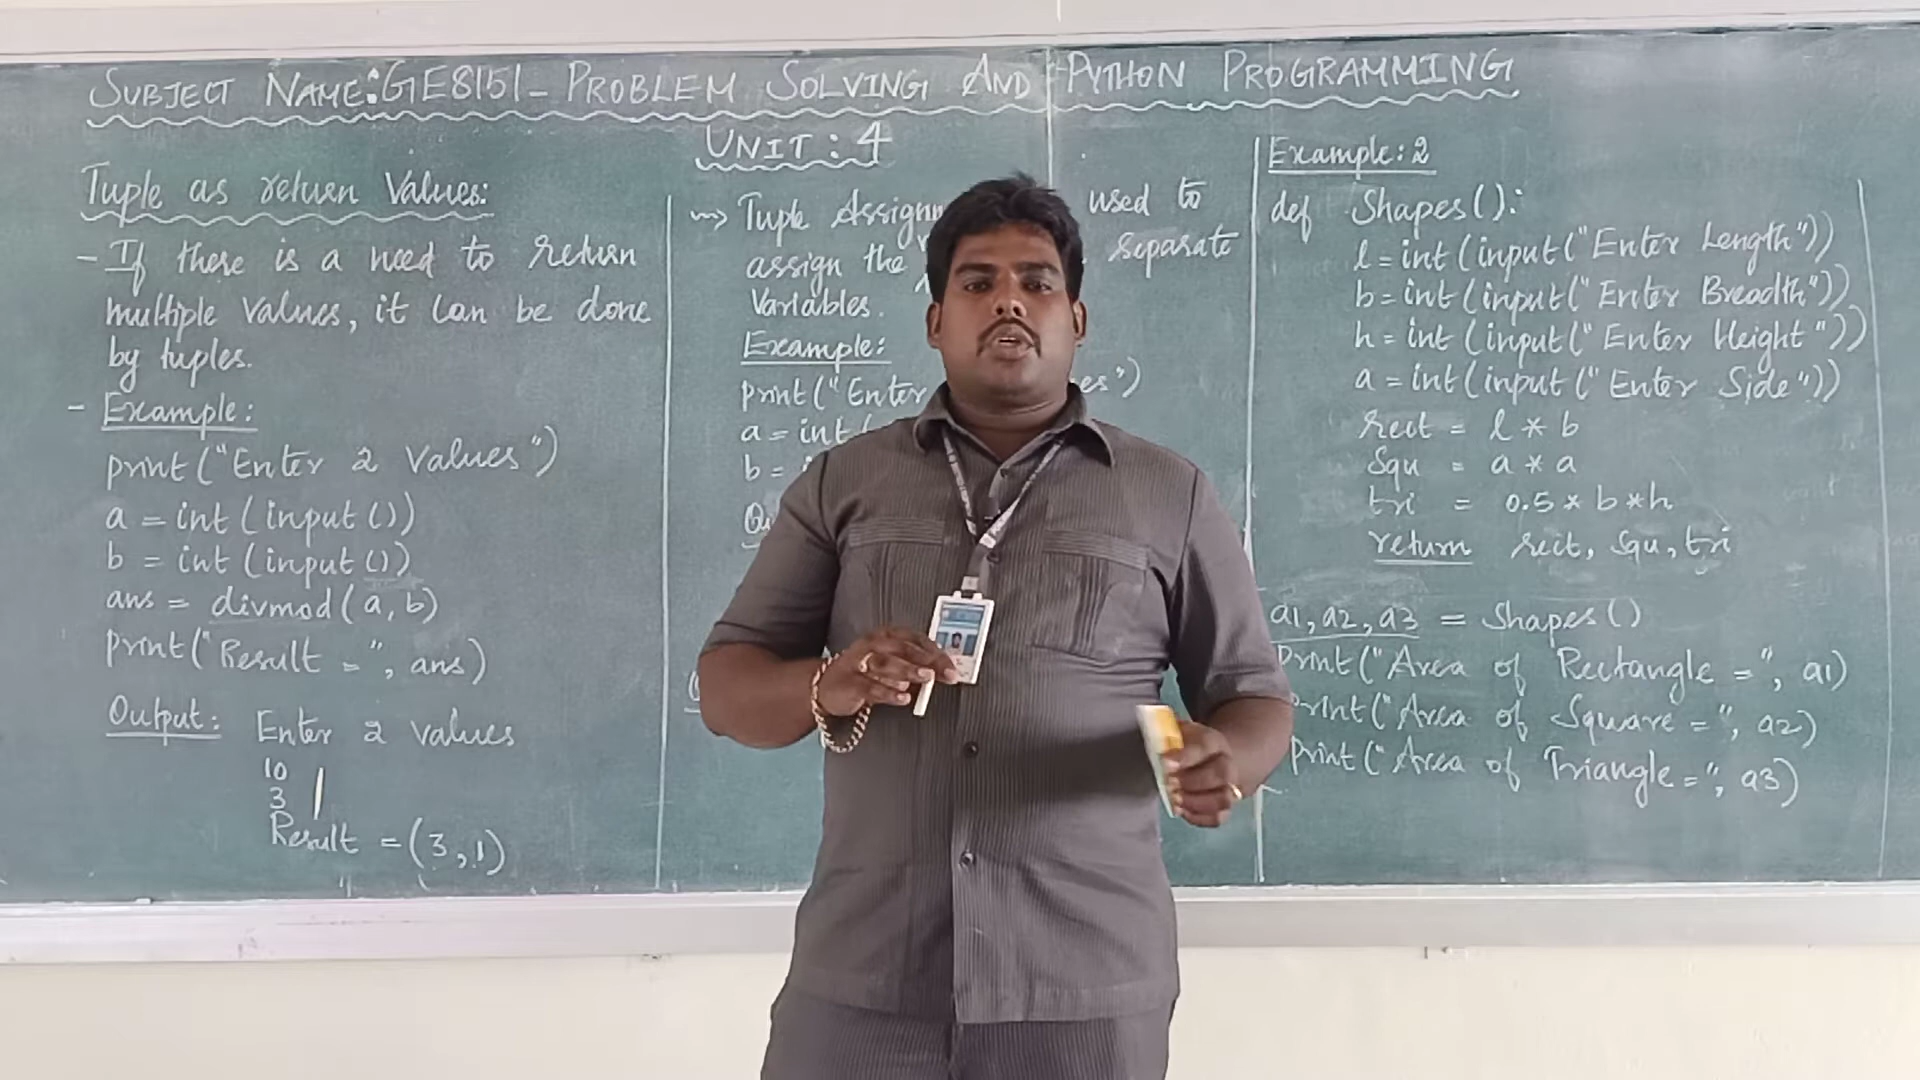 SUBJECT NAME: GE8151 - PROBLEM SOLVING AND PYTHON PROGRAMMING
UNIT : 4
Tuple as return Values:
- If there is a need to return
multiple values, it can be done
by tuples.
- Example:
print("Enter 2 values")
a = int(input())
b = int(input())
ans = divmod(a, b)
print("Result = ", ans)
Output: Enter 2 values
10
3
Result = (3,1)
Tuple used to
assign the separate
Variables.
Example:
print("Enter
a = int(
b =
Example: 2
def Shapes():
l = int(input("Enter Length"))
b = int(input("Enter Breadth"))
h = int(input("Enter Height"))
a = int(input("Enter Side"))
rect = l * b
squ = a * a
tri = 0.5 * b * h
return rect, squ, tri
a1, a2, a3 = Shapes()
Print("Area of Rectangle = ", a1)
Print("Area of Square = ", a2)
Print("Area of Triangle = ", a3)